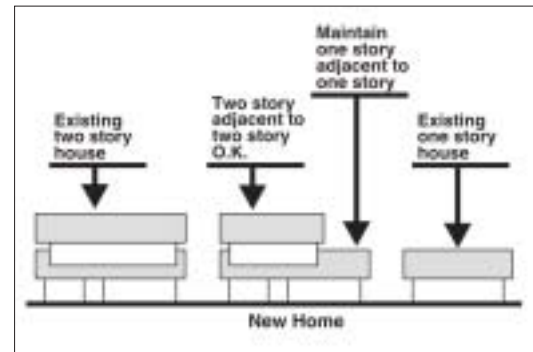 Existing
two story
house
Two story
adjacent to
two story
O.K.
Maintain
one story
adjacent to
one story
Existing
one story
house
New Home